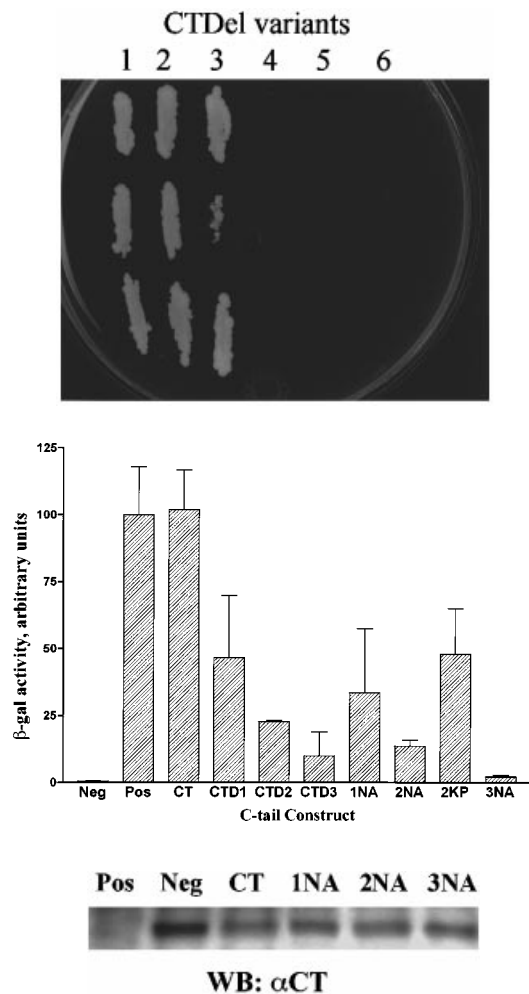 CTDel variants
1 2 3 4 5 6
β-gal activity, arbitrary units
125
100
75
50
25
0
Neg Pos CT CTD1 CTD2 CTD3 1NA 2NA 2KP 3NA
C-tail Construct
Pos Neg CT 1NA 2NA 3NA
WB: αCT